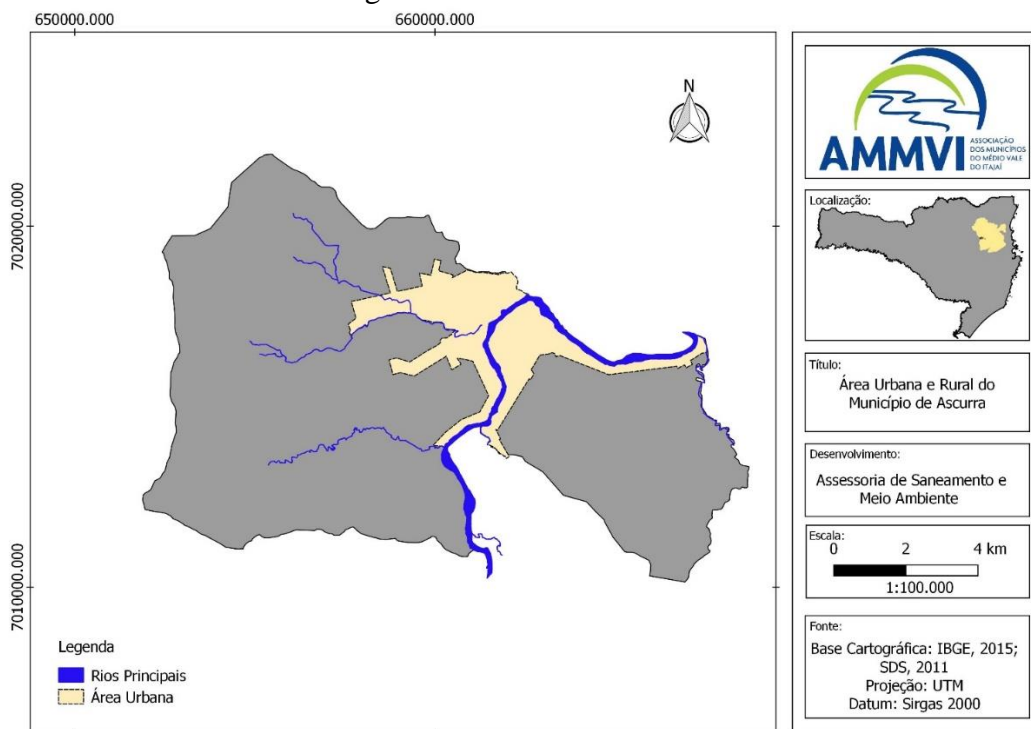 650000.000
660000.000
N
7020000.000
7010000.000
Legenda
Rios Principais
Área Urbana
AMMVI
ASSOCIAÇÃO
DOS MUNICÍPIOS
DO MÉDIO VALE
DO ITAJAÍ
Localização:
Título:
Área Urbana e Rural do
Município de Ascurra
Desenvolvimento:
Assessoria de Saneamento e
Meio Ambiente
Escala:
0 2 4 km
1:100.000
Fonte:
Base Cartográfica: IBGE, 2015;
SDS, 2011
Projeção: UTM
Datum: Sirgas 2000